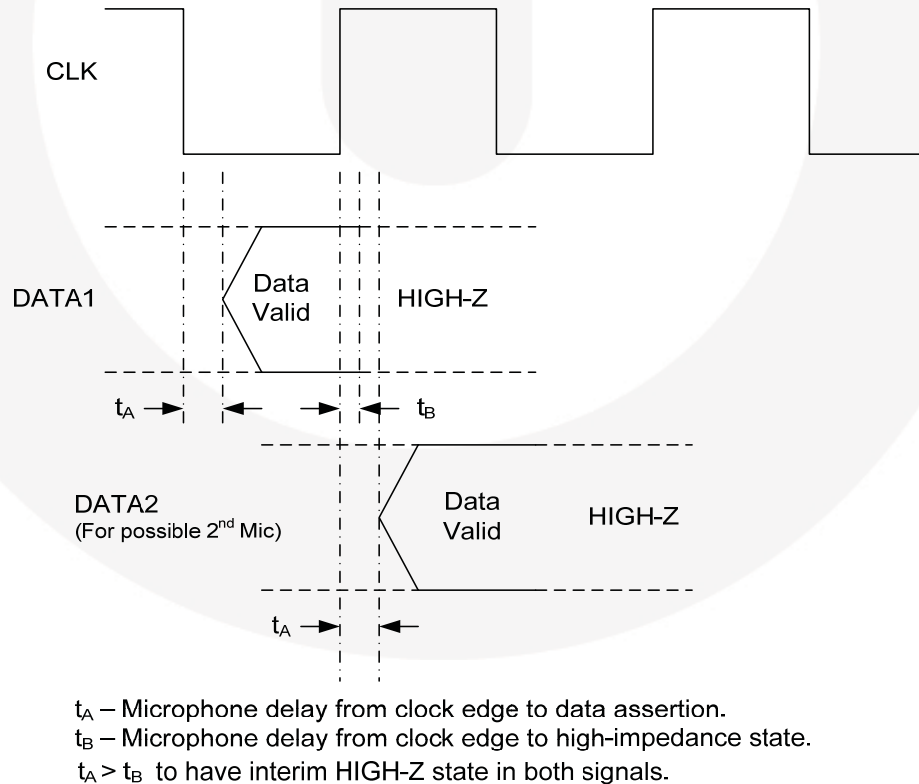 CLK
DATA1
Data
Valid
HIGH-Z
tA
tB
DATA2
(For possible 2nd Mic)
Data
Valid
HIGH-Z
tA
tA – Microphone delay from clock edge to data assertion.
tB – Microphone delay from clock edge to high-impedance state.
tA > tB to have interim HIGH-Z state in both signals.